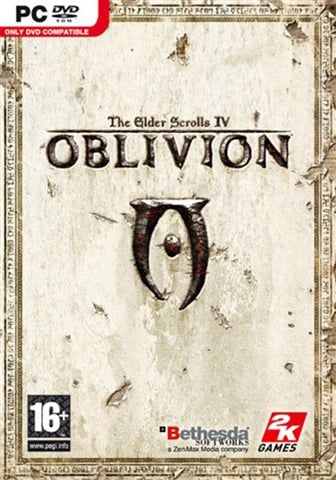 PC DVD
ROM
ONLY DVD COMPATIBLE
The Elder Scrolls IV
OBLIVION
16+
www.pegi.info
Bethesda
SOFTWORKS
a ZeniMax Media company
2K
GAMES